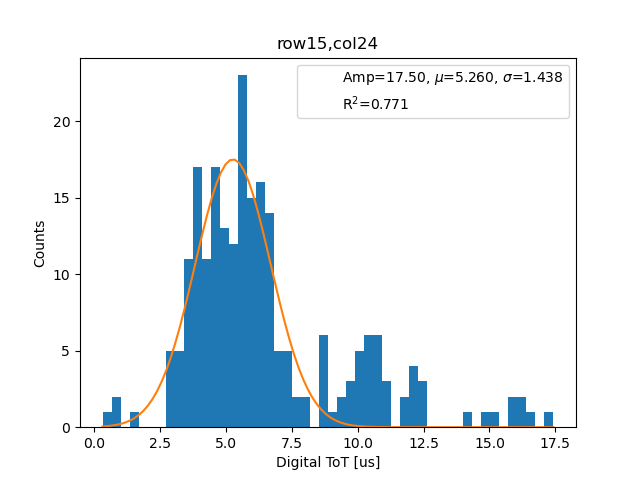 row15,col24
Amp=17.50, μ=5.260, σ=1.438
R²=0.771
Counts
20
15
10
5
0
0.0 2.5 5.0 7.5 10.0 12.5 15.0 17.5
Digital ToT [us]